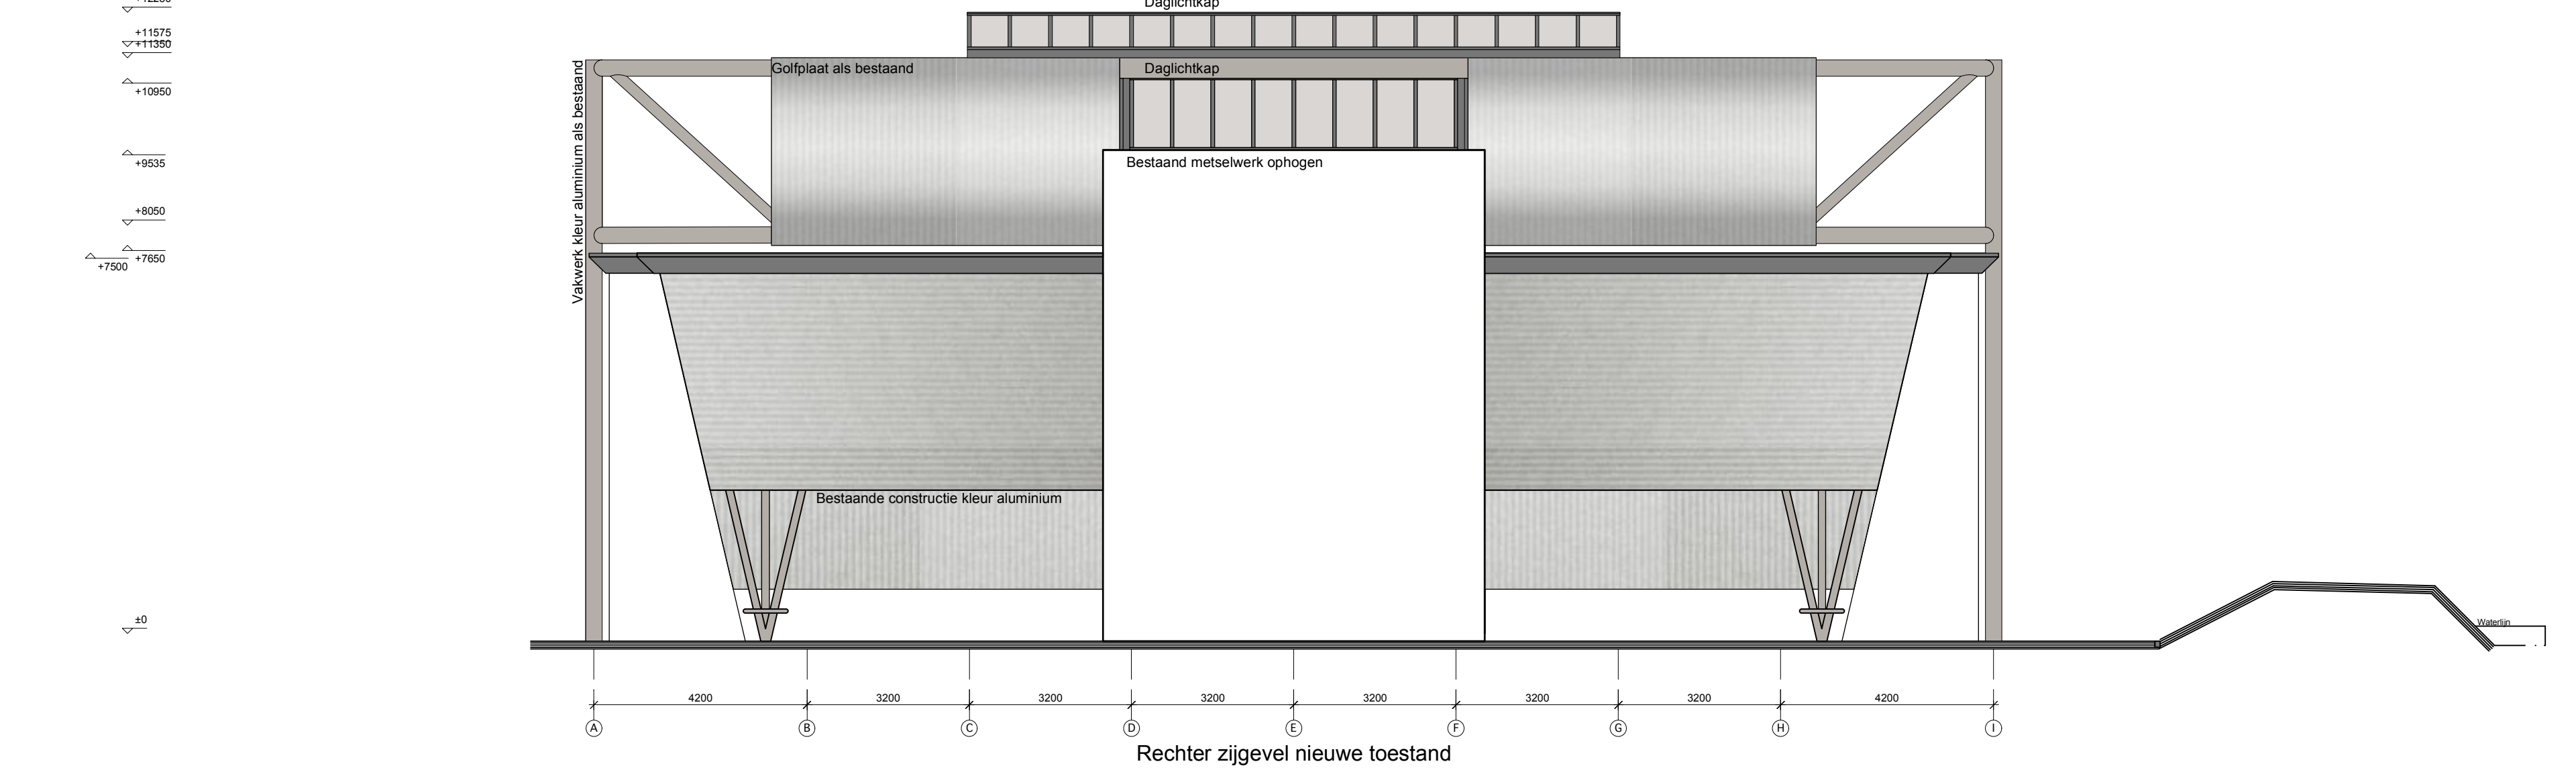 Daglichtkap
+11575
+11350
+10950
+9535
+8050
+7650
+7500
±0
Vakwerk kleur aluminium als bestaand
Golfplaat als bestaand
Daglichtkap
Bestaand metselwerk ophogen
Bestaande constructie kleur aluminium
Waterlijn
4200 3200 3200 3200 3200 3200 3200 4200
A B C D E F G H I
Rechter zijgevel nieuwe toestand